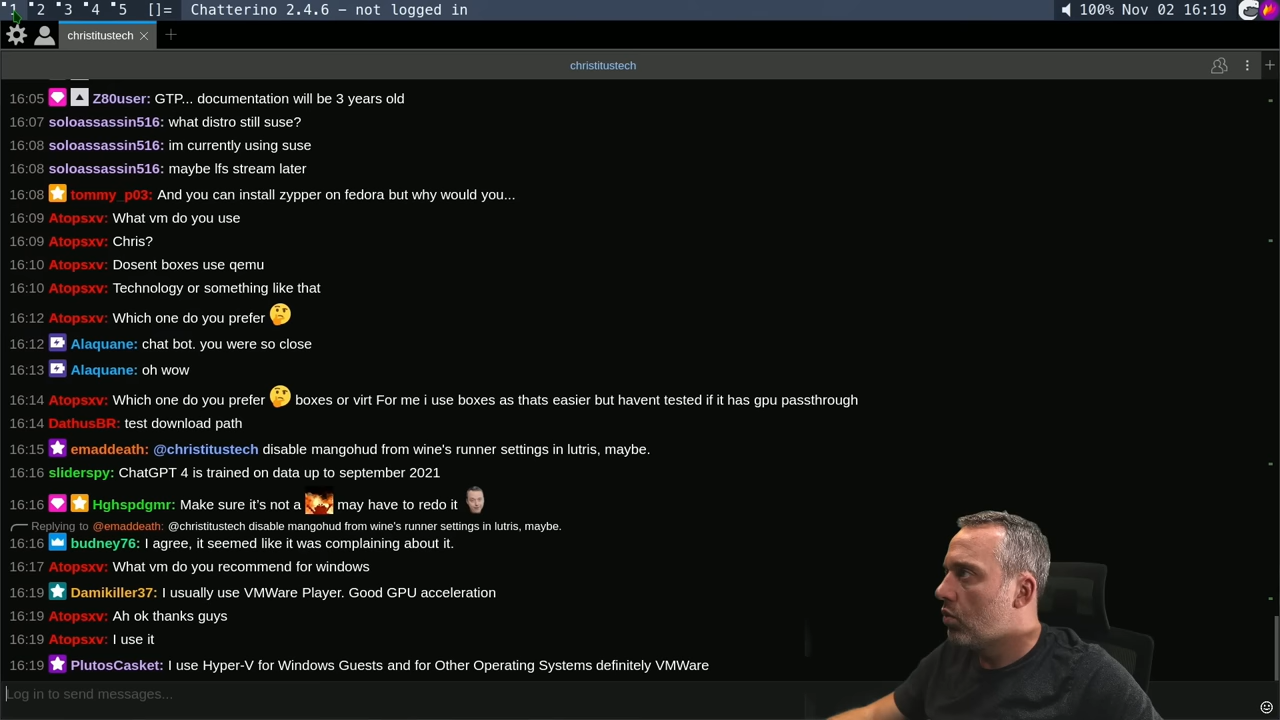 1 2 3 4 5 []= Chatterino 2.4.6 – not logged in 100% Nov 02 16:19
christitustech
christitustech
16:05 Z80user: GTP... documentation will be 3 years old
16:07 soloassassin516: what distro still suse?
16:08 soloassassin516: im currently using suse
16:08 soloassassin516: maybe lfs stream later
16:08 tommy_p03: And you can install zypper on fedora but why would you...
16:09 Atopsxv: What vm do you use
16:09 Atopsxv: Chris?
16:10 Atopsxv: Dosent boxes use qemu
16:10 Atopsxv: Technology or something like that
16:12 Atopsxv: Which one do you prefer
16:12 Alaquane: chat bot. you were so close
16:13 Alaquane: oh wow
16:14 Atopsxv: Which one do you prefer boxes or virt For me i use boxes as thats easier but havent tested if it has gpu passthrough
16:14 DathusBR: test download path
16:15 emaddeath: @christitustech disable mangohud from wine's runner settings in lutris, maybe.
16:16 sliderspy: ChatGPT 4 is trained on data up to september 2021
16:16 Hghspdgmr: Make sure it's not a may have to redo it
Replying to @emaddeath: @christitustech disable mangohud from wine's runner settings in lutris, maybe.
16:16 budney76: I agree, it seemed like it was complaining about it.
16:17 Atopsxv: What vm do you recommend for windows
16:19 Damikiller37: I usually use VMWare Player. Good GPU acceleration
16:19 Atopsxv: Ah ok thanks guys
16:19 Atopsxv: I use it
16:19 PlutosCasket: I use Hyper-V for Windows Guests and for Other Operating Systems definitely VMWare
Log in to send messages...